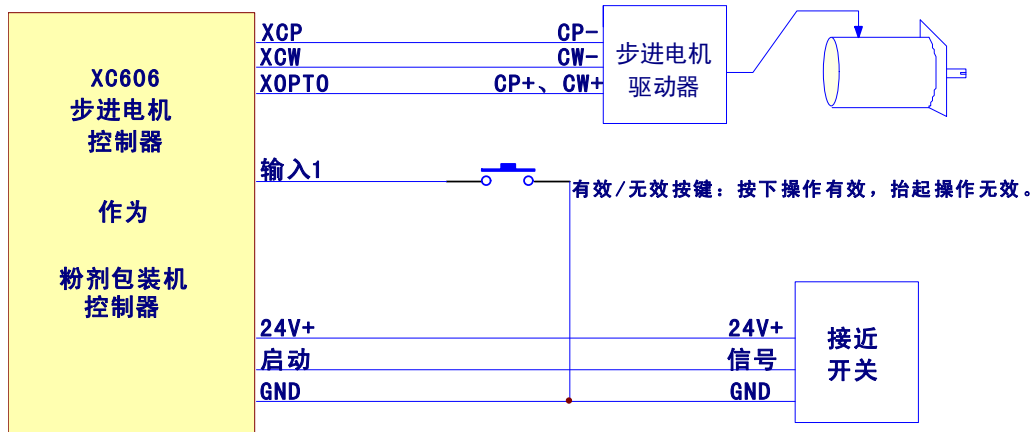 XC606
步进电机
控制器
作为
粉剂包装机
控制器
XCP
CP-
XCW
CW-
XOPTO
CP+、CW+
步进电机
驱动器
输入1
有效/无效按键：按下操作有效，抬起操作无效。
24V+
24V+
启动
信号
GND
GND
接近
开关